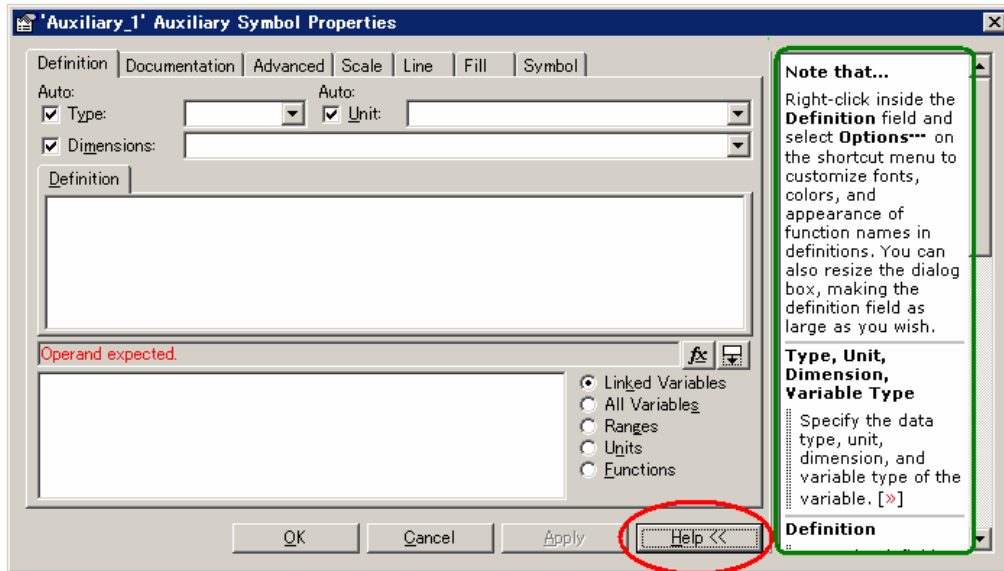 'Auxiliary_1' Auxiliary Symbol Properties
Definition Documentation Advanced Scale Line Fill Symbol
Auto: Auto:
Type: Unit:
Dimensions:
Definition
Operand expected.
fx
Linked Variables
All Variables
Ranges
Units
Functions
OK Cancel Apply Help <<
Note that...
Right-click inside the
Definition field and
select Options··· on
the shortcut menu to
customize fonts,
colors, and
appearance of
function names in
definitions. You can
also resize the dialog
box, making the
definition field as
large as you wish.
Type, Unit,
Dimension,
Variable Type
Specify the data
type, unit,
dimension, and
variable type of the
variable. [»]
Definition